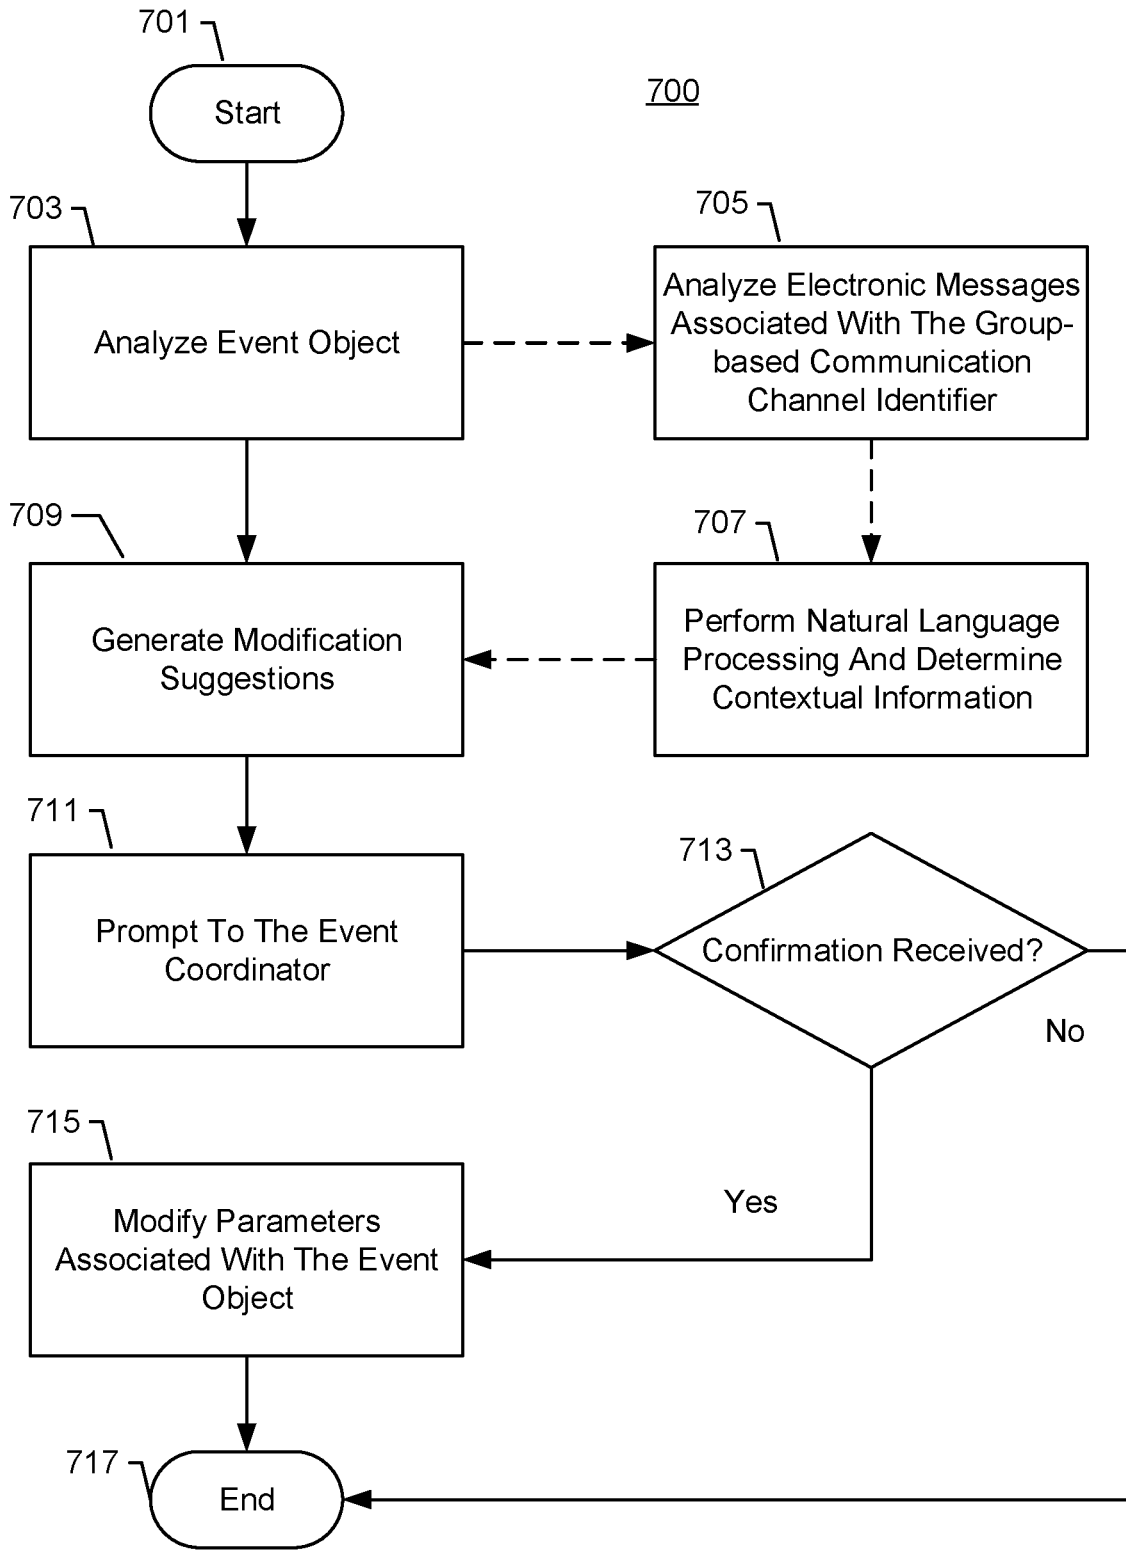 701
Start
700
703
Analyze Event Object
705
Analyze Electronic Messages
Associated With The Group-
based Communication
Channel Identifier
709
Generate Modification
Suggestions
707
Perform Natural Language
Processing And Determine
Contextual Information
711
Prompt To The Event
Coordinator
713
Confirmation Received?
No
Yes
715
Modify Parameters
Associated With The Event
Object
717
End